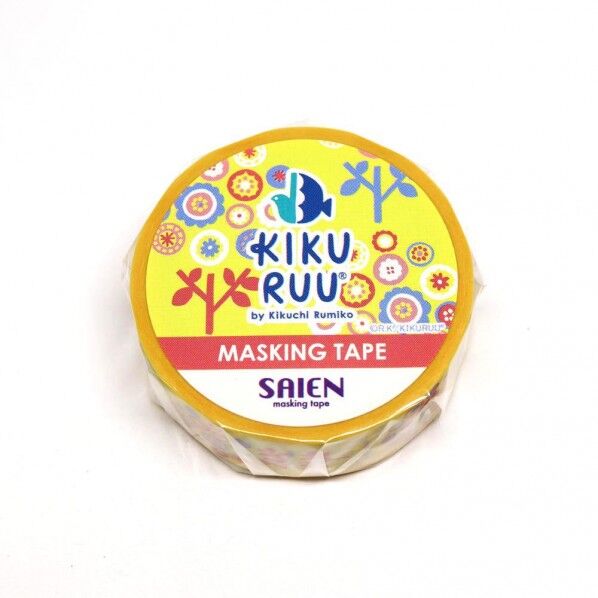 KIKU
RUU®
by Kikuchi Rumiko
©R.K/KIKURUU
MASKING TAPE
SAIEN
masking tape